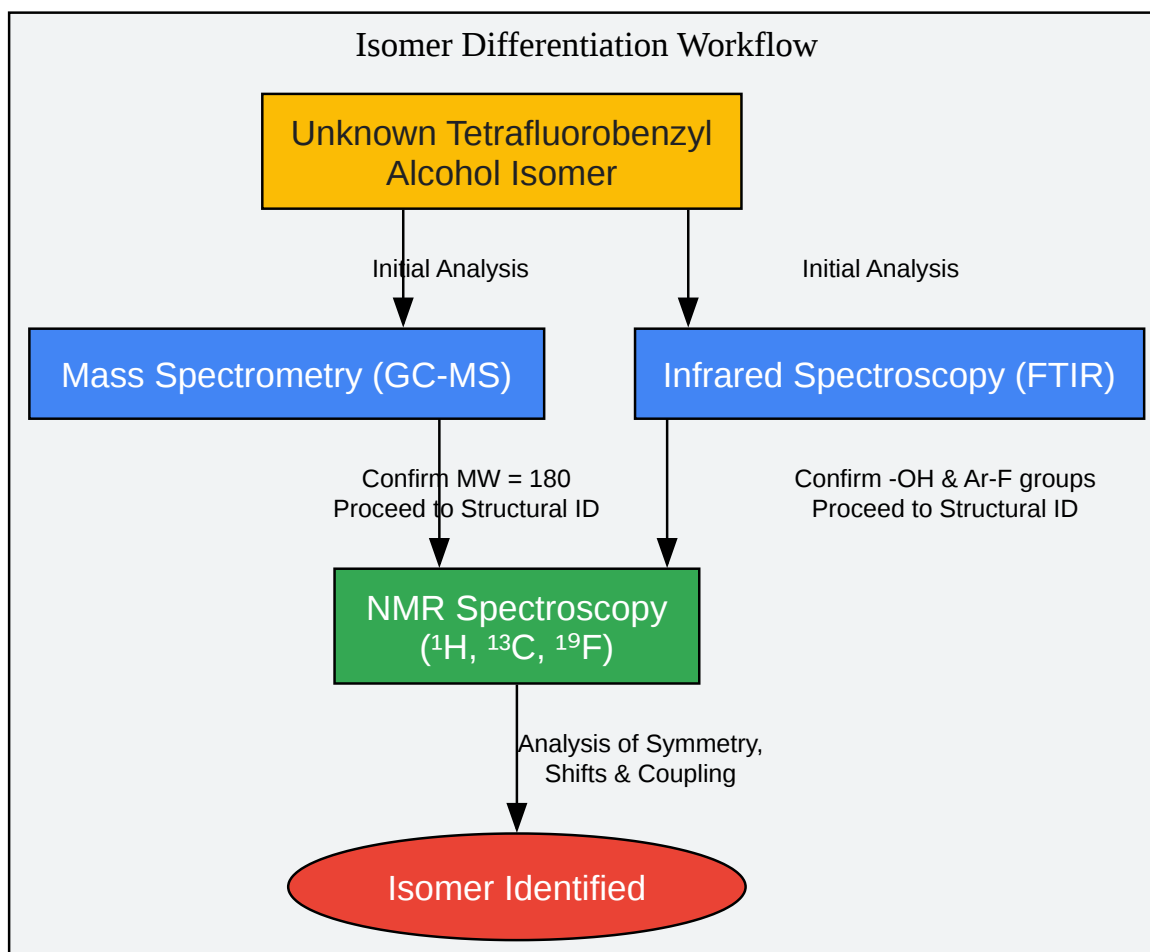 Isomer Differentiation Workflow
Unknown Tetrafluorobenzyl
Alcohol Isomer
Initial Analysis
Initial Analysis
Mass Spectrometry (GC-MS)
Infrared Spectroscopy (FTIR)
Confirm MW = 180
Proceed to Structural ID
Confirm -OH & Ar-F groups
Proceed to Structural ID
NMR Spectroscopy
(¹H, ¹³C, ¹⁹F)
Analysis of Symmetry,
Shifts & Coupling
Isomer Identified